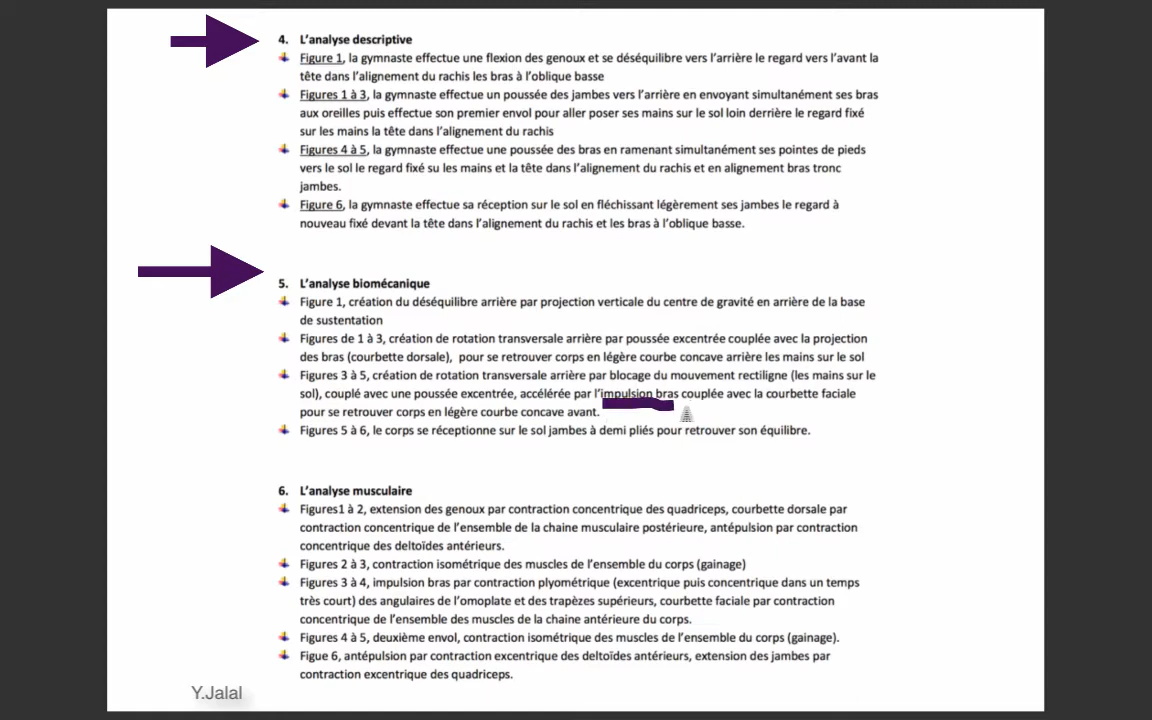 4. L'analyse descriptive
Figure 1, la gymnaste effectue une flexion des genoux et se déséquilibre vers l'arrière le regard vers l'avant la
tête dans l'alignement du rachis les bras à l'oblique basse
Figures 1 à 3, la gymnaste effectue un poussée des jambes vers l'arrière en envoyant simultanément ses bras
aux oreilles puis effectue son premier envol pour aller poser ses mains sur le sol loin derrière le regard fixé
sur les mains la tête dans l'alignement du rachis
Figures 4 à 5, la gymnaste effectue une poussée des bras en ramenant simultanément ses pointes de pieds
vers le sol le regard fixé su les mains et la tête dans l'alignement du rachis et en alignement bras tronc
jambes.
Figure 6, la gymnaste effectue sa réception sur le sol en fléchissant légèrement ses jambes le regard à
nouveau fixé devant la tête dans l'alignement du rachis et les bras à l'oblique basse.
5. L'analyse biomécanique
Figure 1, création du déséquilibre arrière par projection verticale du centre de gravité en arrière de la base
de sustentation
Figures de 1 à 3, création de rotation transversale arrière par poussée excentrée couplée avec la projection
des bras (courbette dorsale), pour se retrouver corps en légère courbe concave arrière les mains sur le sol
Figures 3 à 5, création de rotation transversale arrière par blocage du mouvement rectiligne (les mains sur le
sol), couplé avec une poussée excentrée, accélérée par l'impulsion bras couplée avec la courbette faciale
pour se retrouver corps en légère courbe concave avant.
Figures 5 à 6, le corps se réceptionne sur le sol jambes à demi pliés pour retrouver son équilibre.
6. L'analyse musculaire
Figures1 à 2, extension des genoux par contraction concentrique des quadriceps, courbette dorsale par
contraction concentrique de l'ensemble de la chaine musculaire postérieure, antépulsion par contraction
concentrique des deltoïdes antérieurs.
Figures 2 à 3, contraction isométrique des muscles de l'ensemble du corps (gainage)
Figures 3 à 4, impulsion bras par contraction plyométrique (excentrique puis concentrique dans un temps
très court) des angulaires de l'omoplate et des trapèzes supérieurs, courbette faciale par contraction
concentrique de l'ensemble des muscles de la chaine antérieure du corps.
Figures 4 à 5, deuxième envol, contraction isométrique des muscles de l'ensemble du corps (gainage).
Figue 6, antépulsion par contraction excentrique des deltoïdes antérieurs, extension des jambes par
contraction excentrique des quadriceps.
Y.Jalal